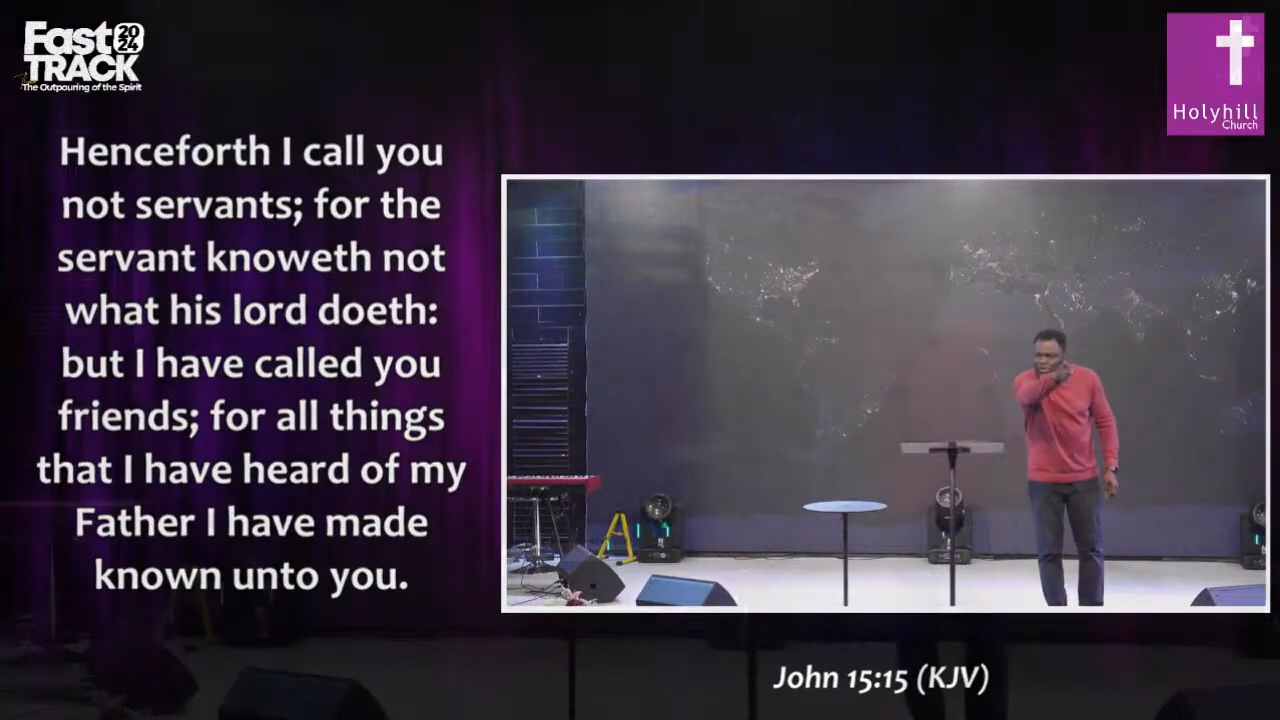 Fast 2024
TRACK
The Outpouring of the Spirit
Holyhill
Church
Henceforth I call you
not servants; for the
servant knoweth not
what his lord doeth:
but I have called you
friends; for all things
that I have heard of my
Father I have made
known unto you.
John 15:15 (KJV)